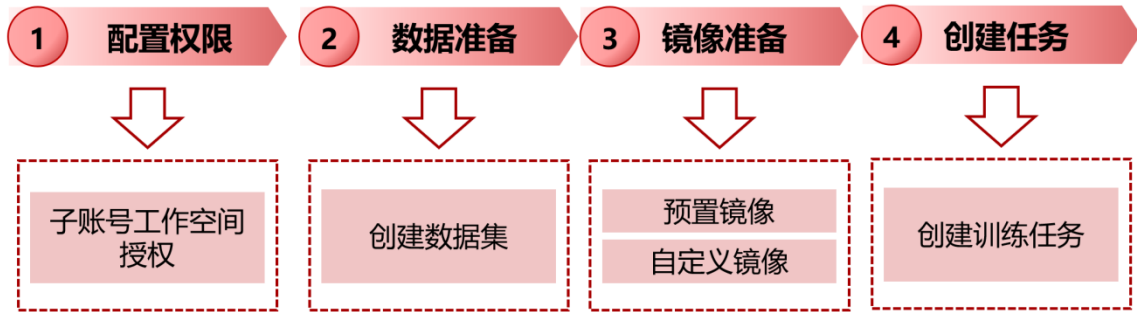 1 配置权限
2 数据准备
3 镜像准备
4 创建任务
子账号工作空间
授权
创建数据集
预置镜像
自定义镜像
创建训练任务